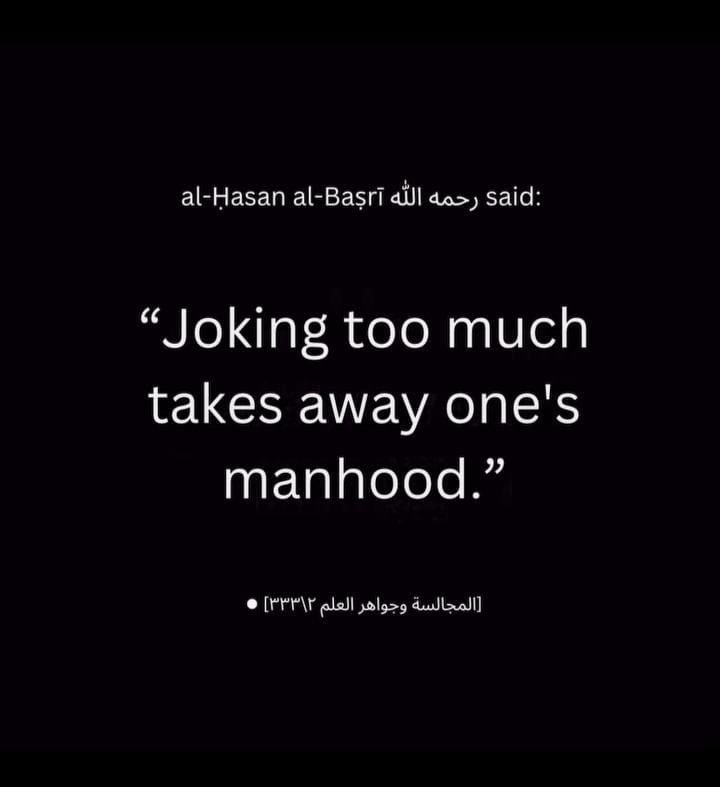 al-Ḥasan al-Baṣrī رحمه الله said:
“Joking too much
takes away one's
manhood.”
● [المجالسة وجواهر العلم ٢\٣٣٣]